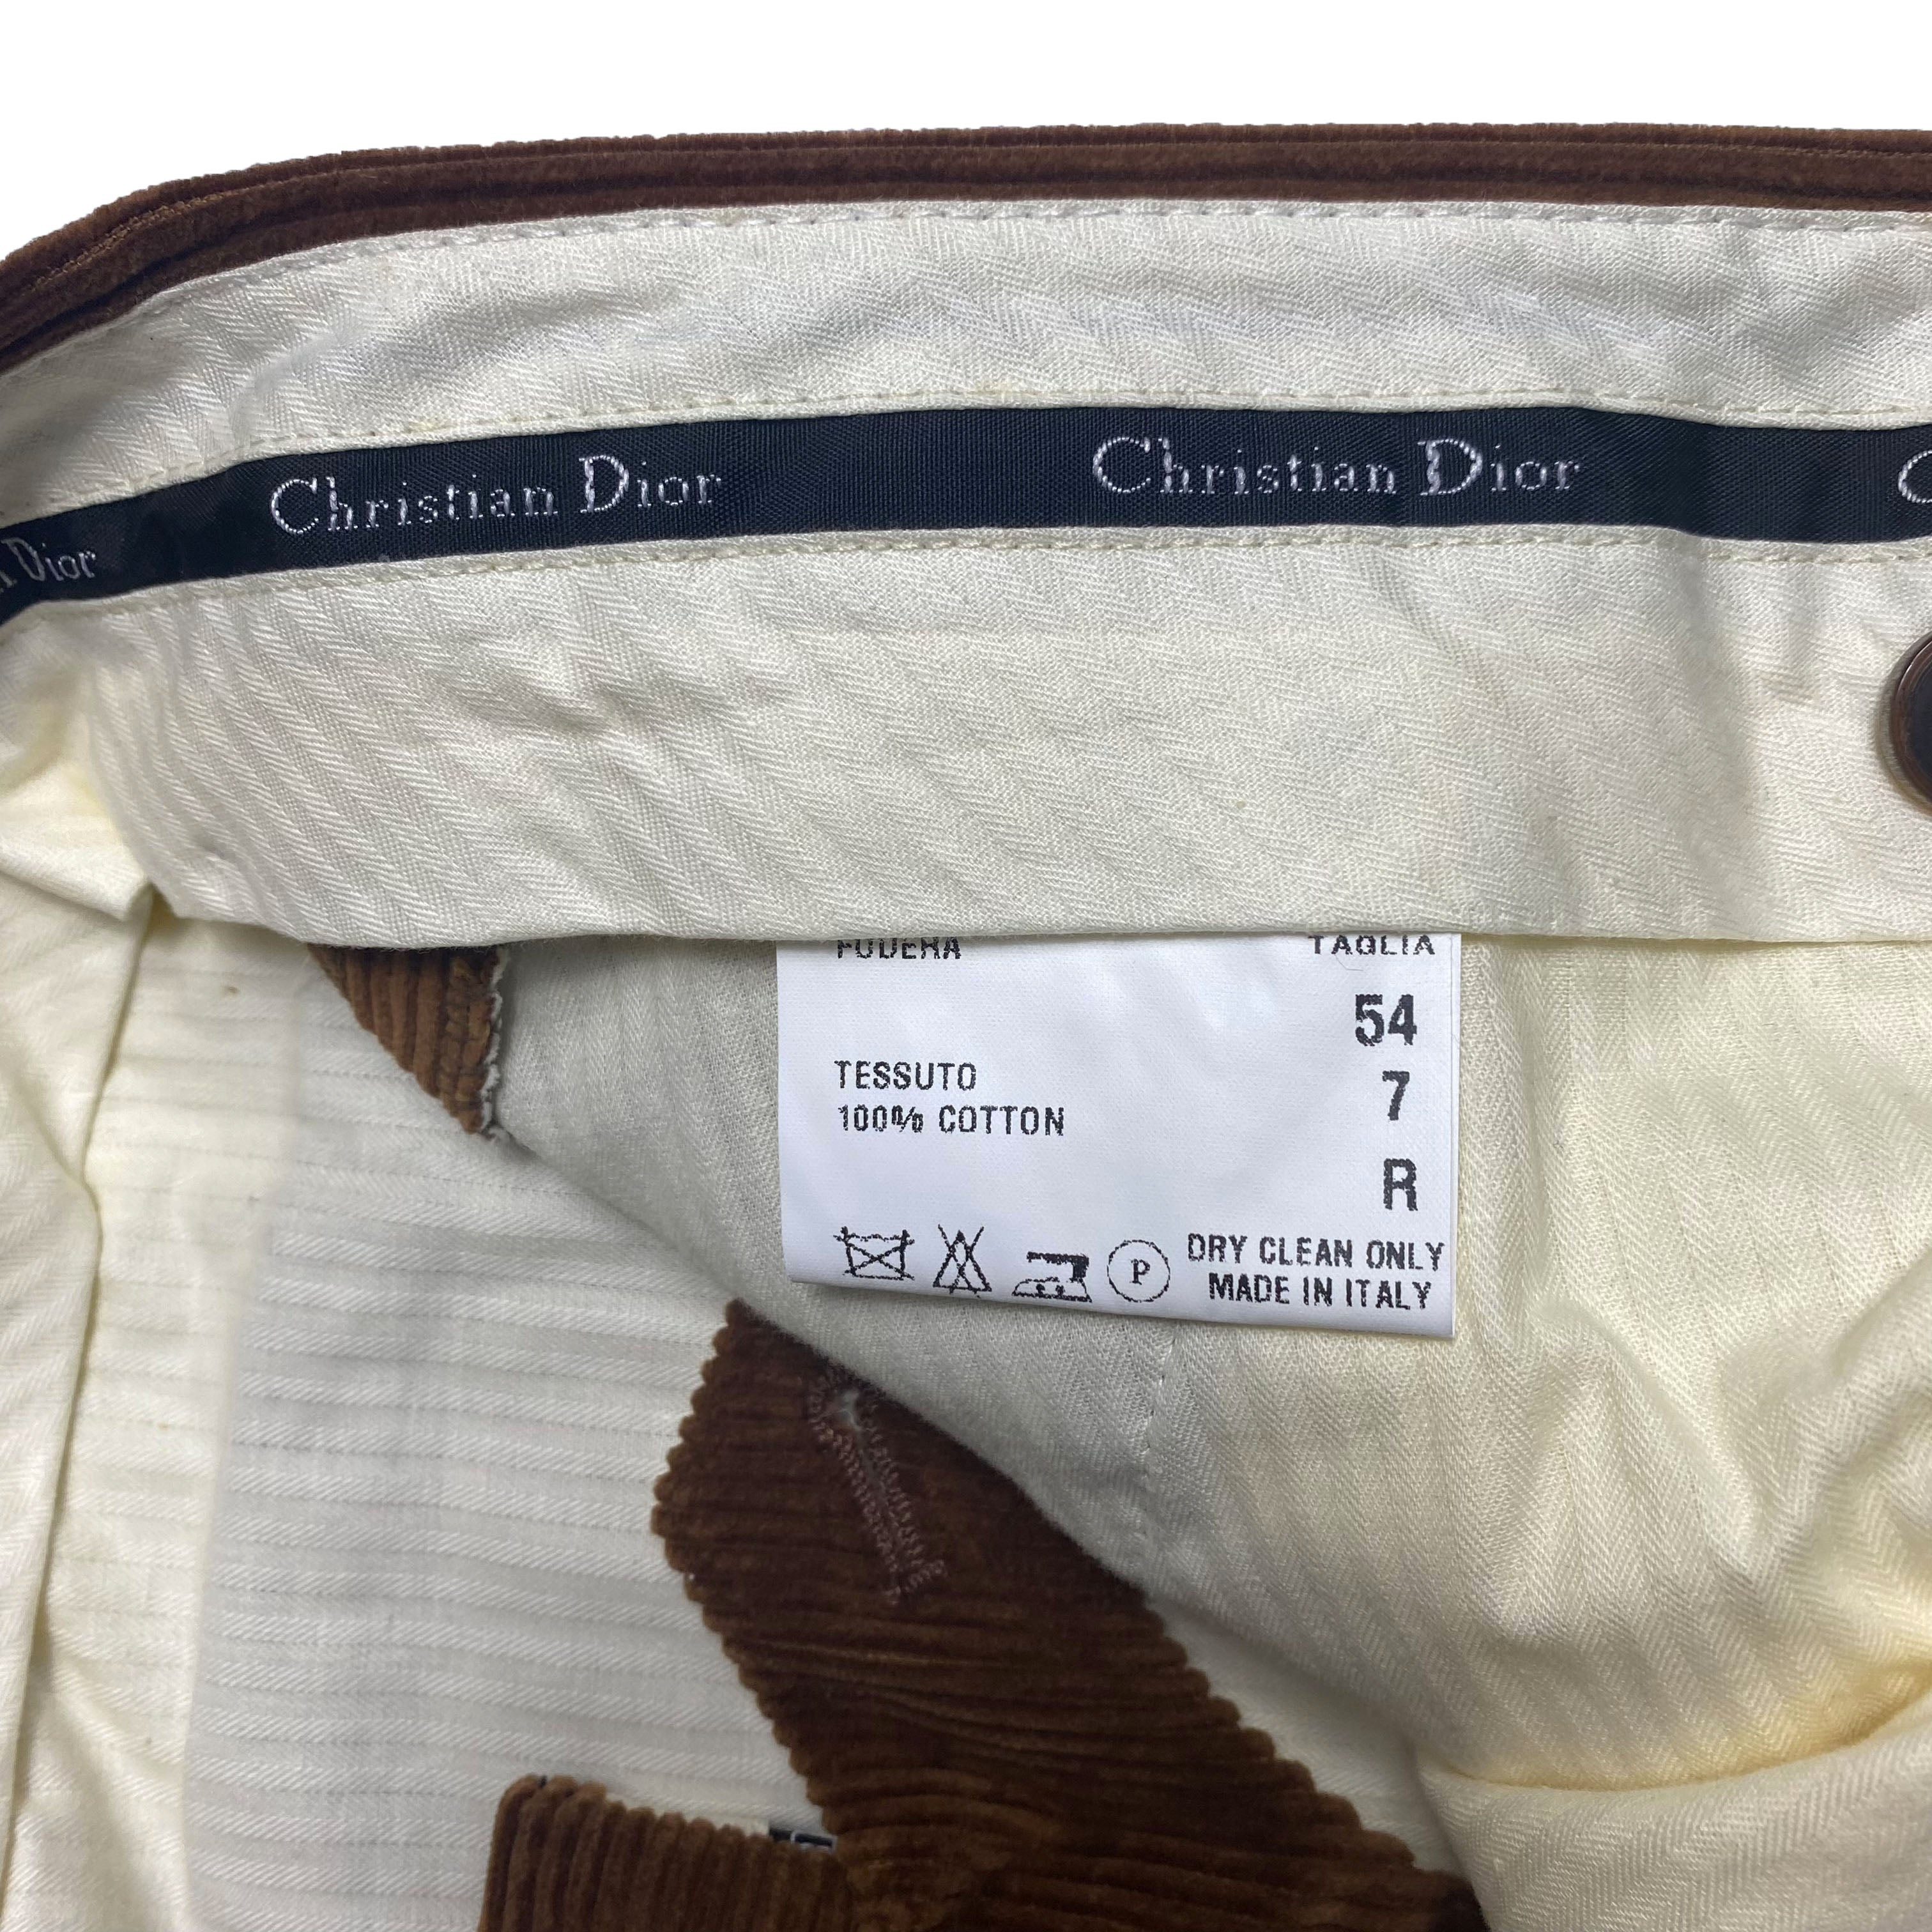 Christian Dior
Christian Dior
Dior
FODERA
TAGLIA
54
TESSUTO
7
100% COTTON
R
P
DRY CLEAN ONLY
MADE IN ITALY